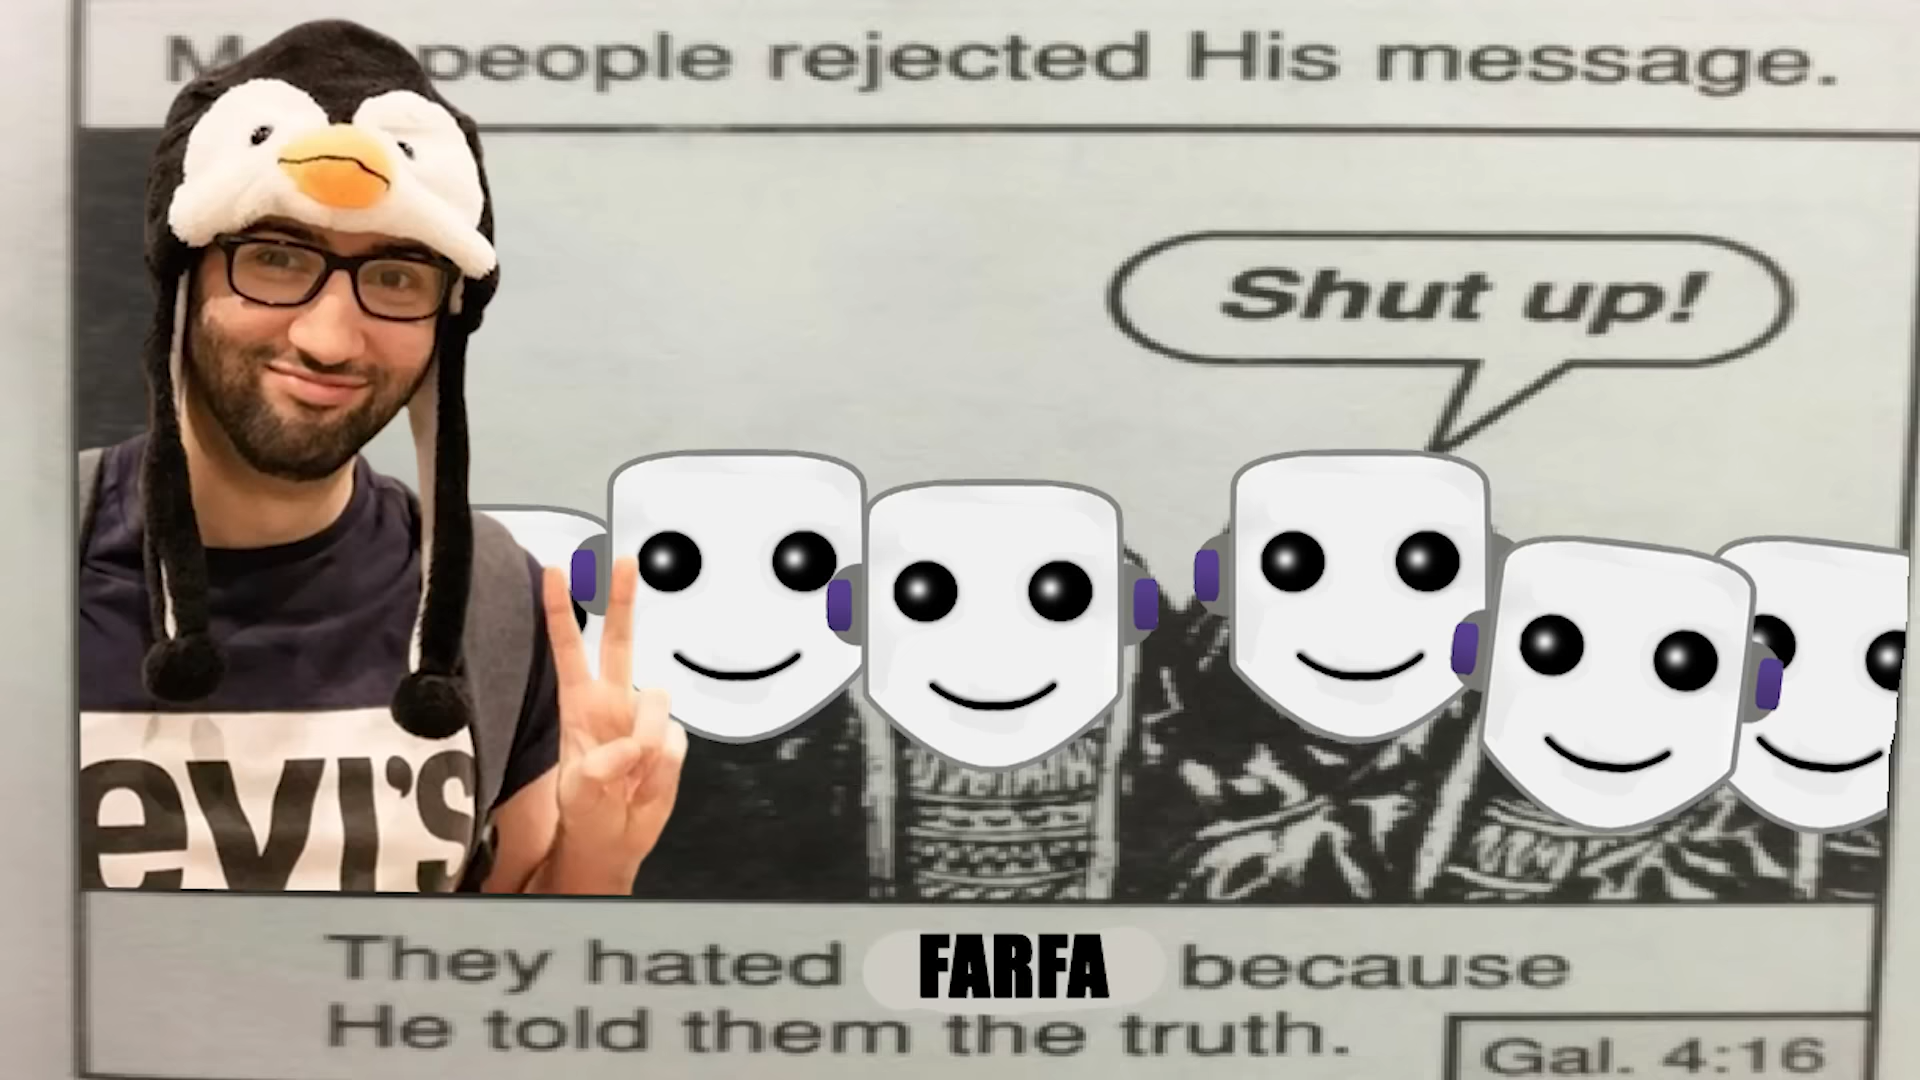 people rejected His message.
Shut up!
evi's
They hated FARFA because
He told them the truth.
Gal. 4:16